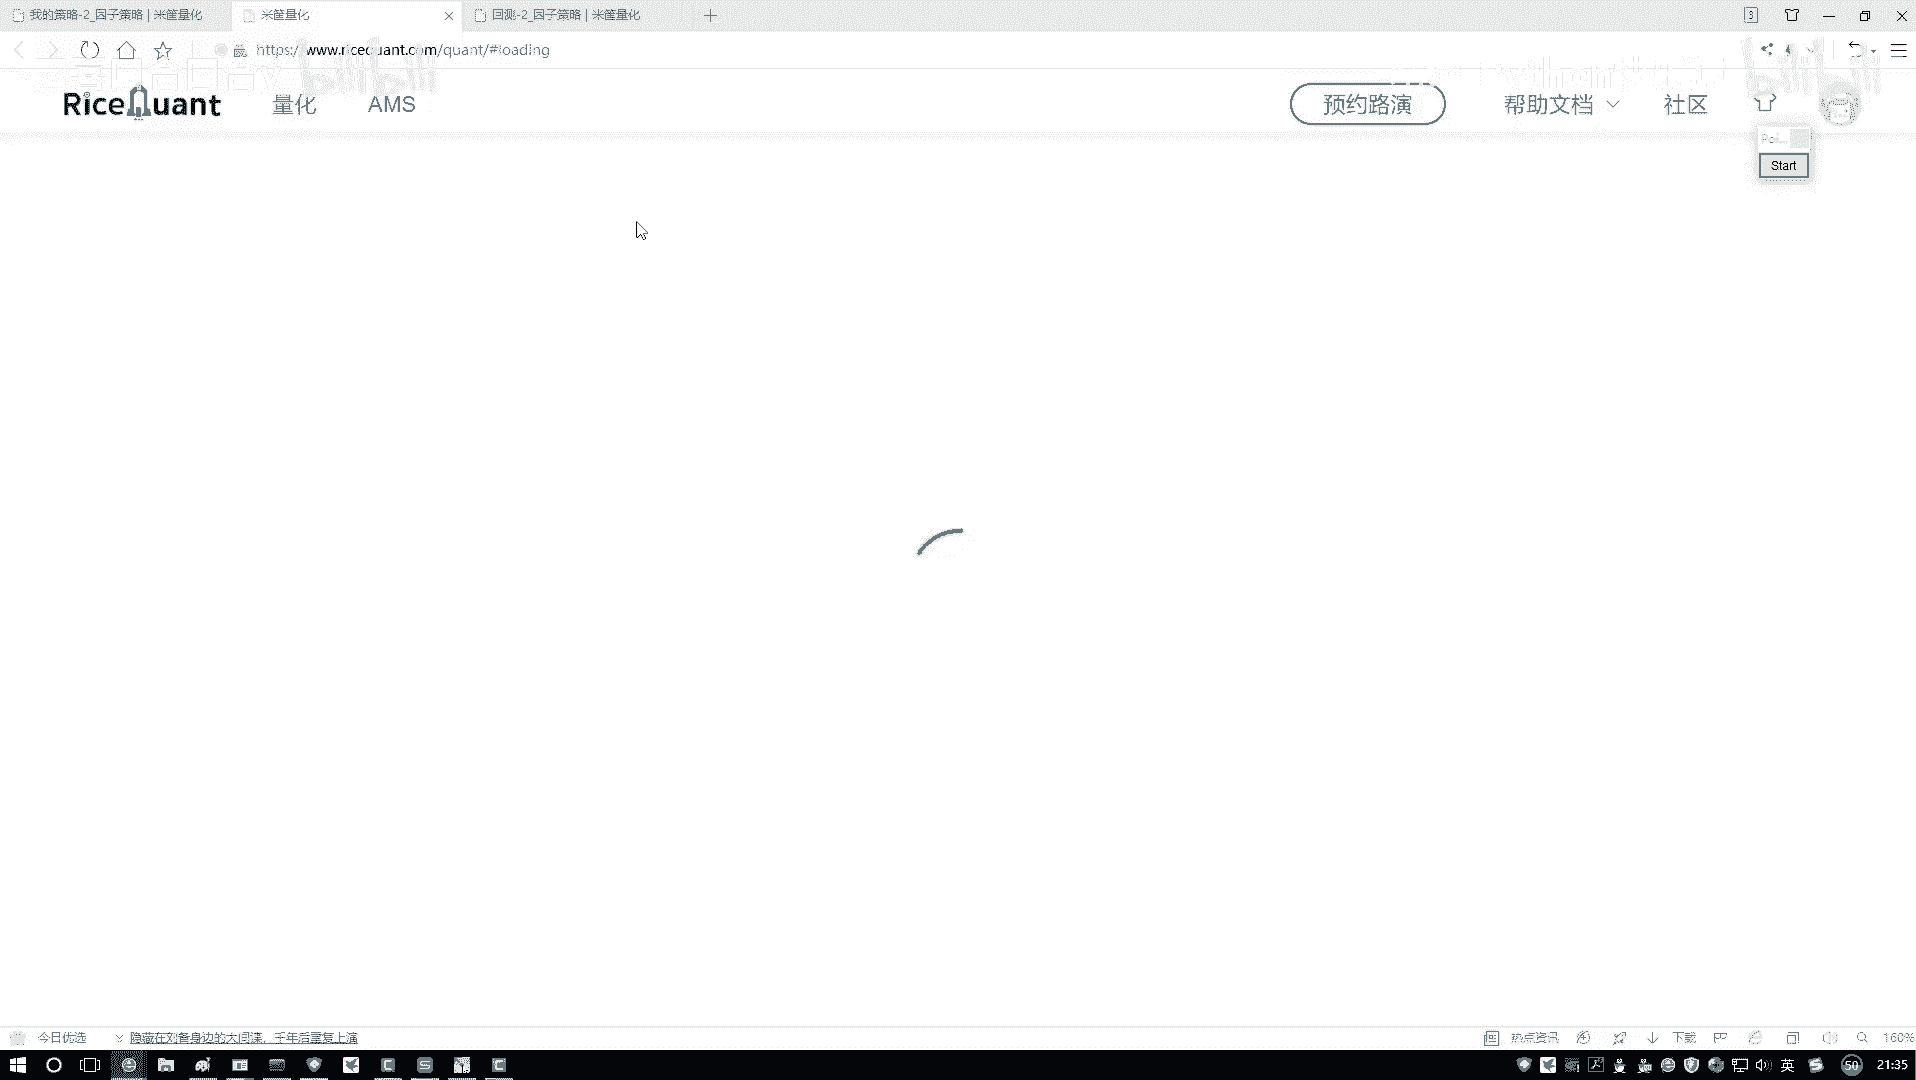 我的策略-2_因子策略 | 米筐量化
米筐量化
回测-2_因子策略 | 米筐量化
3
https://www.ricequant.com/quant/#loading
bilibili
bilibili
RiceQuant
量化
AMS
预约路演
帮助文档
社区
Start
今日优选
隐藏在刘备身边的大间谍，千年后重复上演
热点资讯
下载
160%
英
50
21:35